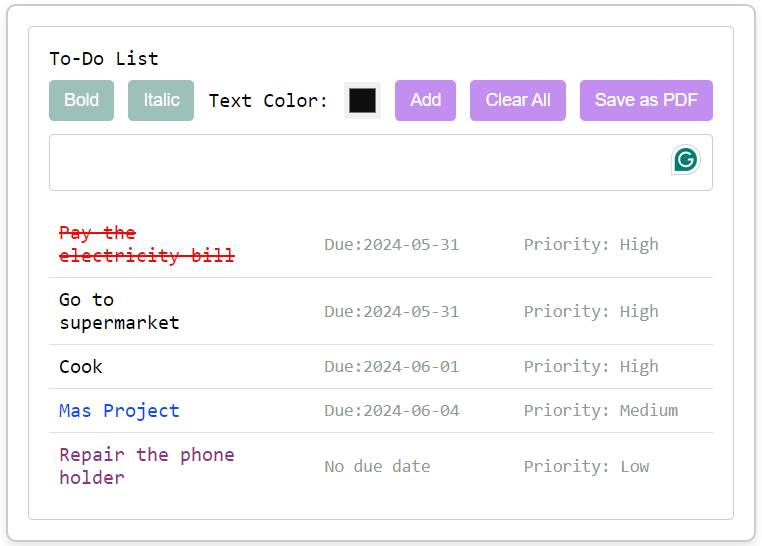 To-Do List
Bold Italic Text Color: Add Clear All Save as PDF
Pay the
electricity bill Due:2024-05-31 Priority: High
Go to
supermarket Due:2024-05-31 Priority: High
Cook Due:2024-06-01 Priority: High
Mas Project Due:2024-06-04 Priority: Medium
Repair the phone
holder No due date Priority: Low